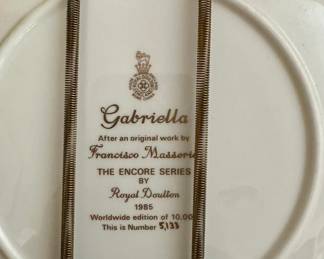 Gabriella
After an original work by
Francisco Masseria
THE ENCORE SERIES
BY
Royal Doulton
1985
Worldwide edition of 10,00
This is Number 5,133